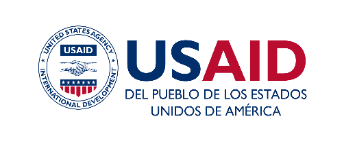 UNITED STATES AGENCY
USAID
INTERNATIONAL DEVELOPMENT
USAID
DEL PUEBLO DE LOS ESTADOS
UNIDOS DE AMÉRICA